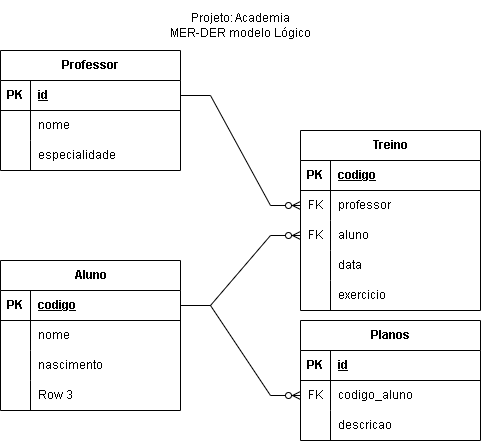 Projeto: Academia
MER-DER modelo Lógico
Professor
PK id
nome
especialidade
Treino
PK codigo
FK professor
FK aluno
data
exercicio
Aluno
PK codigo
nome
nascimento
Row 3
Planos
PK id
FK codigo_aluno
descricao